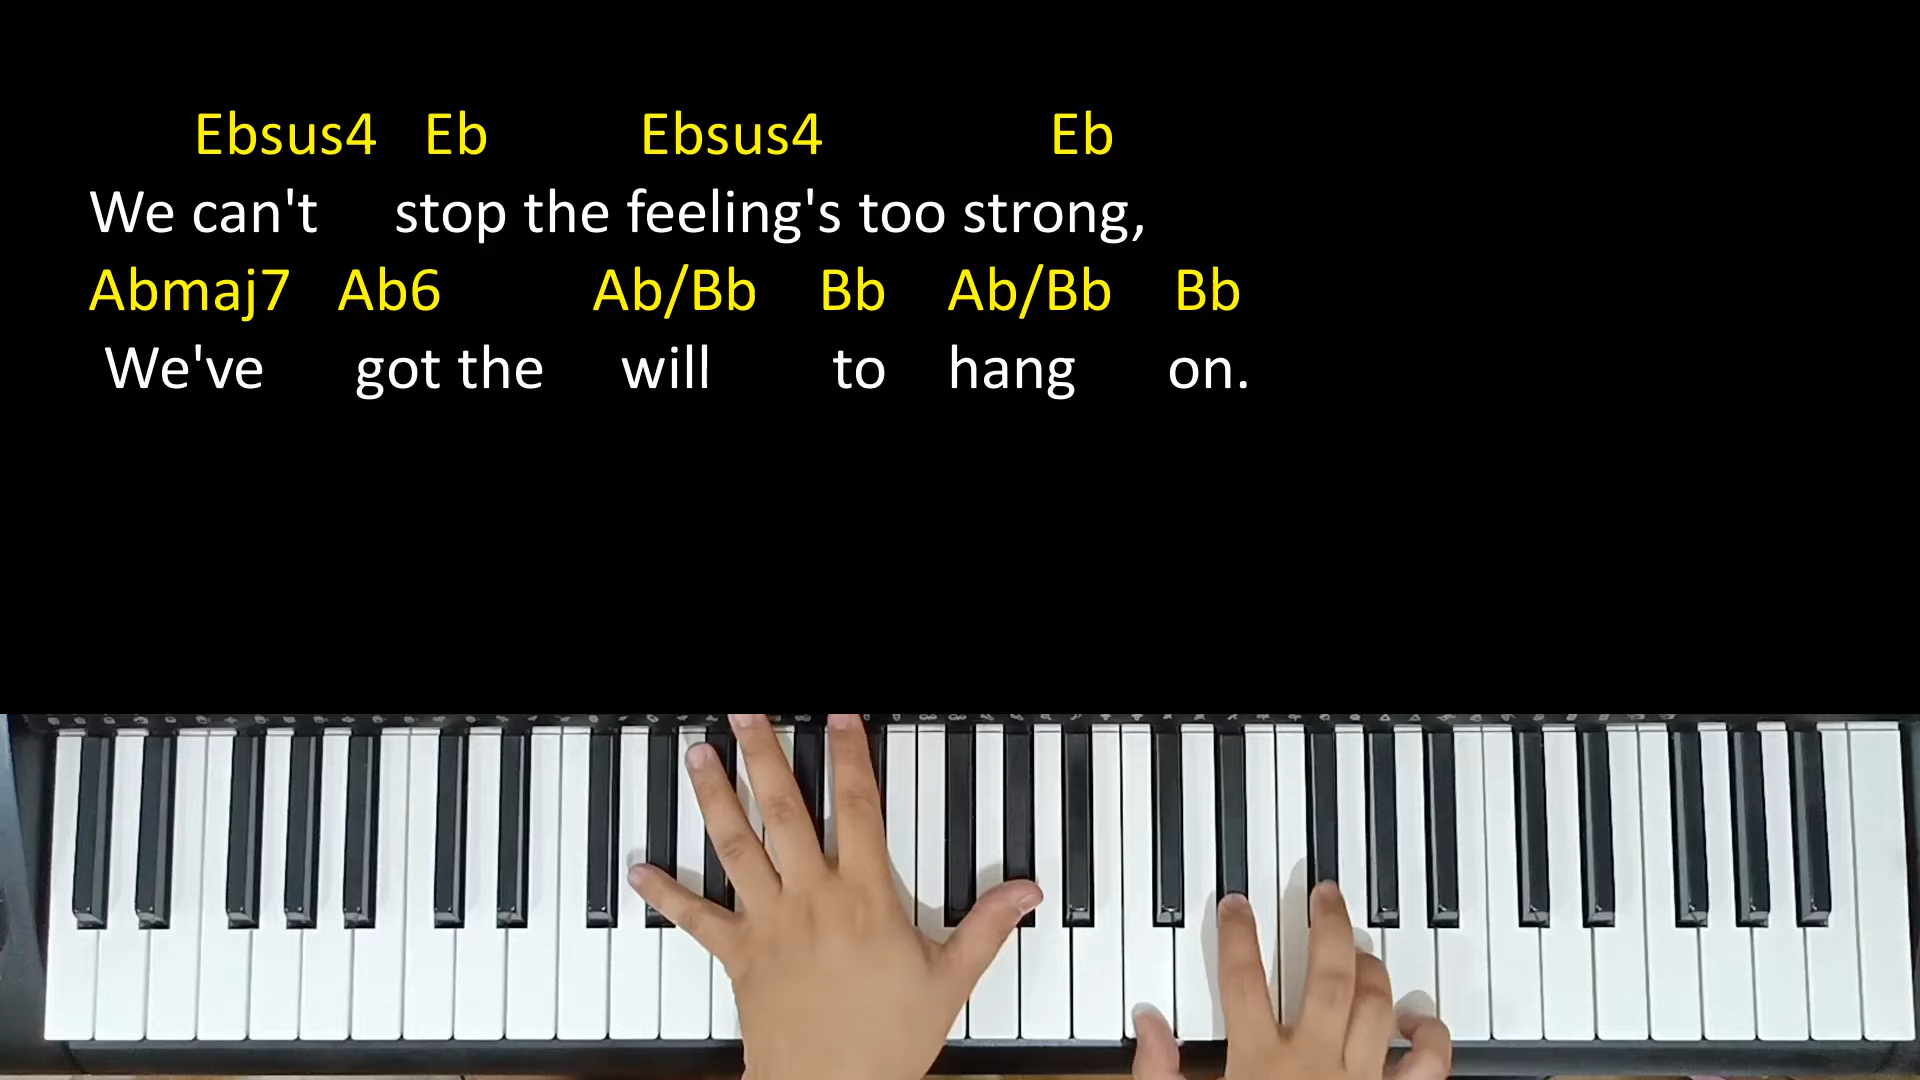 Ebsus4 Eb Ebsus4 Eb
We can't stop the feeling's too strong,
Abmaj7 Ab6 Ab/Bb Bb Ab/Bb Bb
We've got the will to hang on.